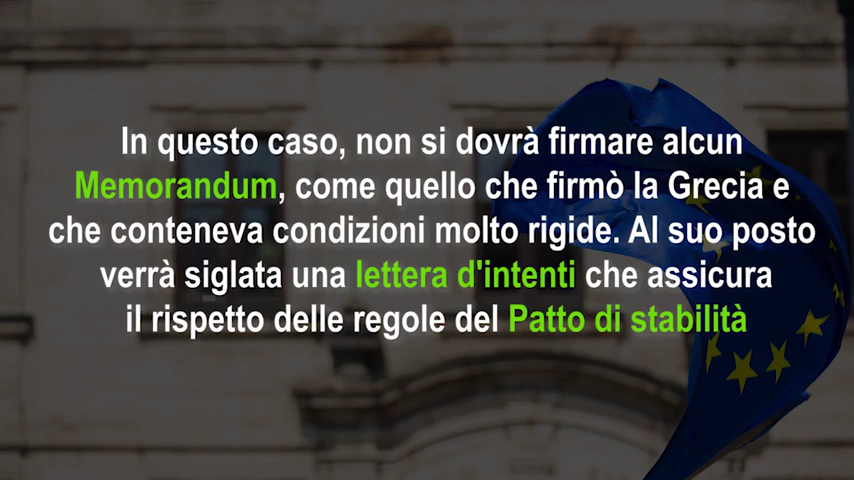 In questo caso, non si dovrà firmare alcun
Memorandum, come quello che firmò la Grecia e
che conteneva condizioni molto rigide. Al suo posto
verrà siglata una lettera d'intenti che assicura
il rispetto delle regole del Patto di stabilità